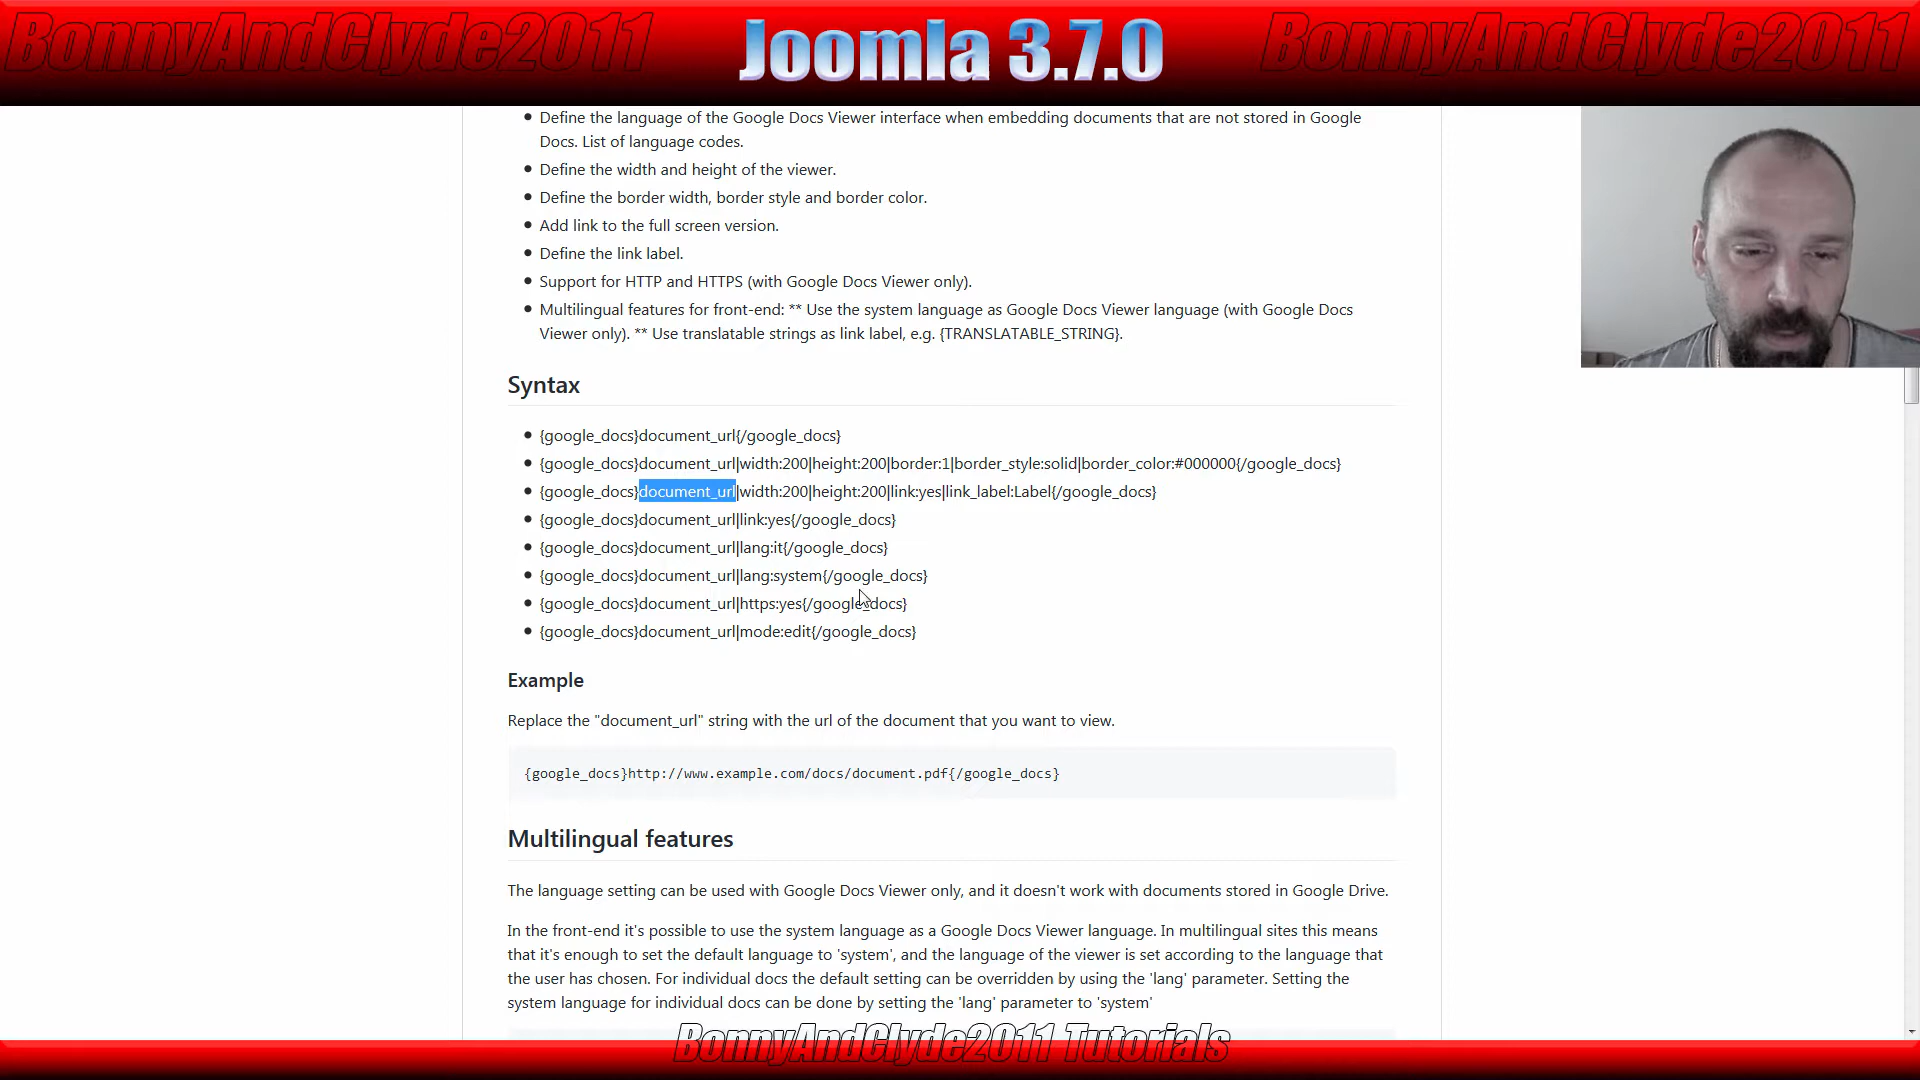 BonnyAndClyde2011
Joomla 3.7.0
BonnyAndClyde2011
Define the language of the Google Docs Viewer interface when embedding documents that are not stored in Google
Docs. List of language codes.
Define the width and height of the viewer.
Define the border width, border style and border color.
Add link to the full screen version.
Define the link label.
Support for HTTP and HTTPS (with Google Docs Viewer only).
Multilingual features for front-end: ** Use the system language as Google Docs Viewer language (with Google Docs
Viewer only). ** Use translatable strings as link label, e.g. {TRANSLATABLE_STRING}.
Syntax
{google_docs}document_url{/google_docs}
{google_docs}document_url|width:200|height:200|border:1|border_style:solid|border_color:#000000{/google_docs}
{google_docs}document_url|width:200|height:200|link:yes|link_label:Label{/google_docs}
{google_docs}document_url|link:yes{/google_docs}
{google_docs}document_url|lang:it{/google_docs}
{google_docs}document_url|lang:system{/google_docs}
{google_docs}document_url|https:yes{/google_docs}
{google_docs}document_url|mode:edit{/google_docs}
Example
Replace the "document_url" string with the url of the document that you want to view.
{google_docs}http://www.example.com/docs/document.pdf{/google_docs}
Multilingual features
The language setting can be used with Google Docs Viewer only, and it doesn't work with documents stored in Google Drive.
In the front-end it's possible to use the system language as a Google Docs Viewer language. In multilingual sites this means
that it's enough to set the default language to 'system', and the language of the viewer is set according to the language that
the user has chosen. For individual docs the default setting can be overridden by using the 'lang' parameter. Setting the
system language for individual docs can be done by setting the 'lang' parameter to 'system'
BonnyAndClyde2011 Tutorials